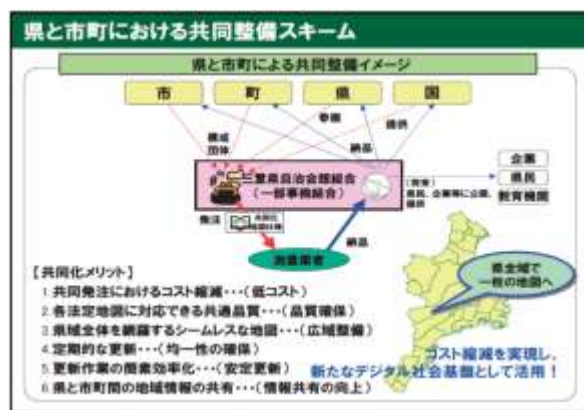 県と市町における共同整備スキーム
県と市町による共同整備イメージ
市
町
県
国
参画
提供
構成
団体
納品
三重県自治会館組合
(一部事務組合)
企業
県民
教育機関
県民、企業等に公開、
発注
納品
測量業者
【共同化メリット】
1.共同発注におけるコスト縮減・・・(低コスト)
2.各法定地図に対応できる共通品質・・・(品質確保)
3.県域全体を網羅するシームレスな地図・・・(広域整備)
4.定期的な更新・・・(均一性の確保)
5.更新作業の簡素効率化・・・(安定更新)
6.県と市町間の地域情報の共有・・・(情報共有の向上)
県全域で
一枚の地図へ
コスト縮減を実現し、
新たなデジタル社会基盤として活用！